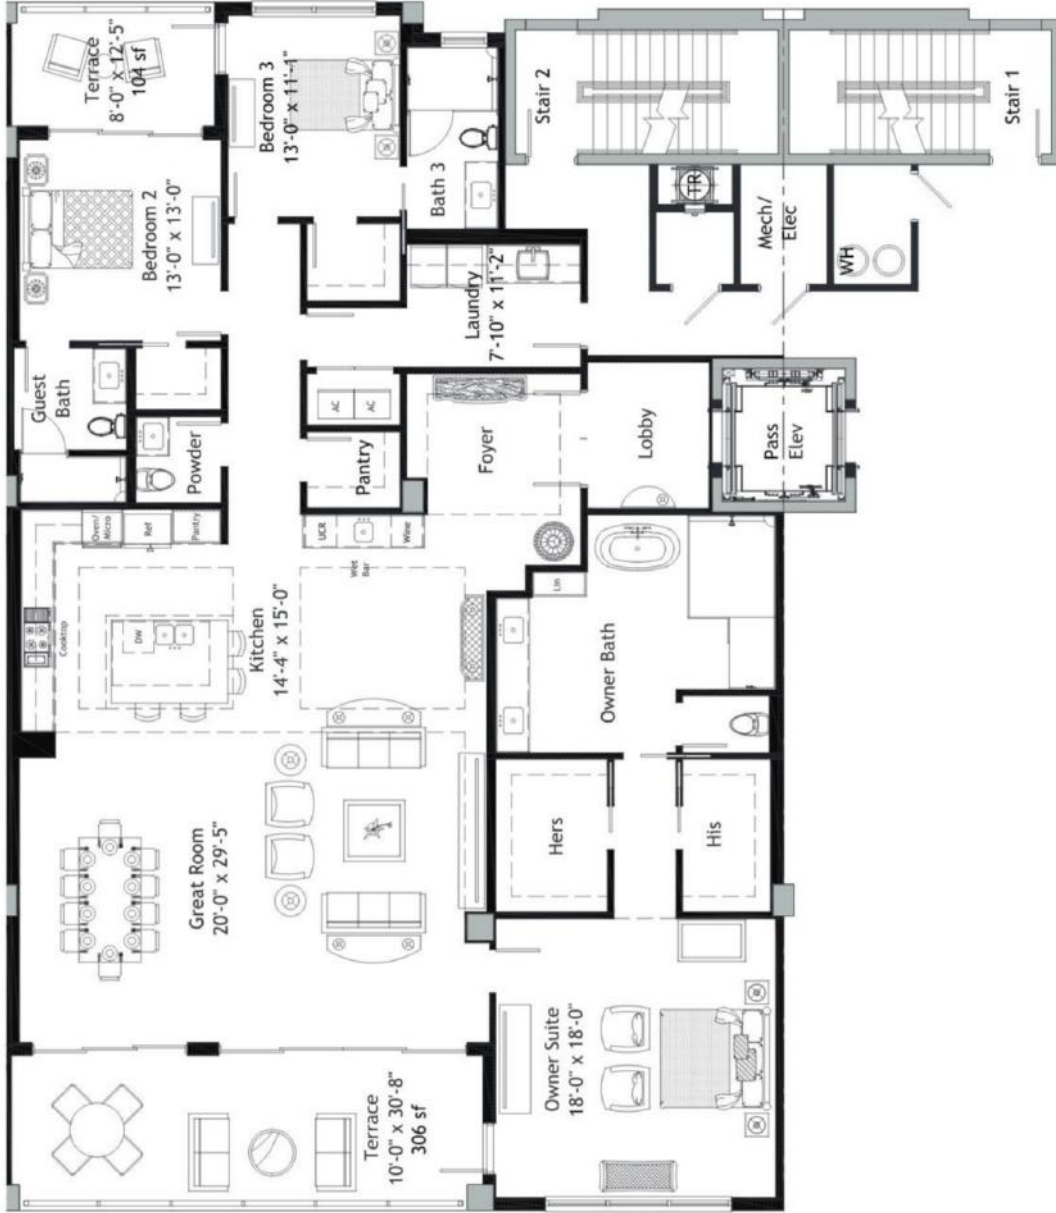 Terrace
8'-0" x 12'-5"
104 sf
Bedroom 3
13'-0" x 11'-1"
Bath 3
Stair 2
Stair 1
Bedroom 2
13'-0" x 13'-0"
TR
Mech/
Elec
WH
Laundry
7'-10" x 11'-2"
Guest
Bath
Powder
AC
AC
Pantry
Foyer
Lobby
Pass
Elev
Oven/
Micro
Ref
Pantry
UCR
Wine
Wet
Bar
Lin
Cooktop
DW
Kitchen
14'-4" x 15'-0"
Owner Bath
Great Room
20'-0" x 29'-5"
Hers
His
Owner Suite
18'-0" x 18'-0"
Terrace
10'-0" x 30'-8"
306 sf